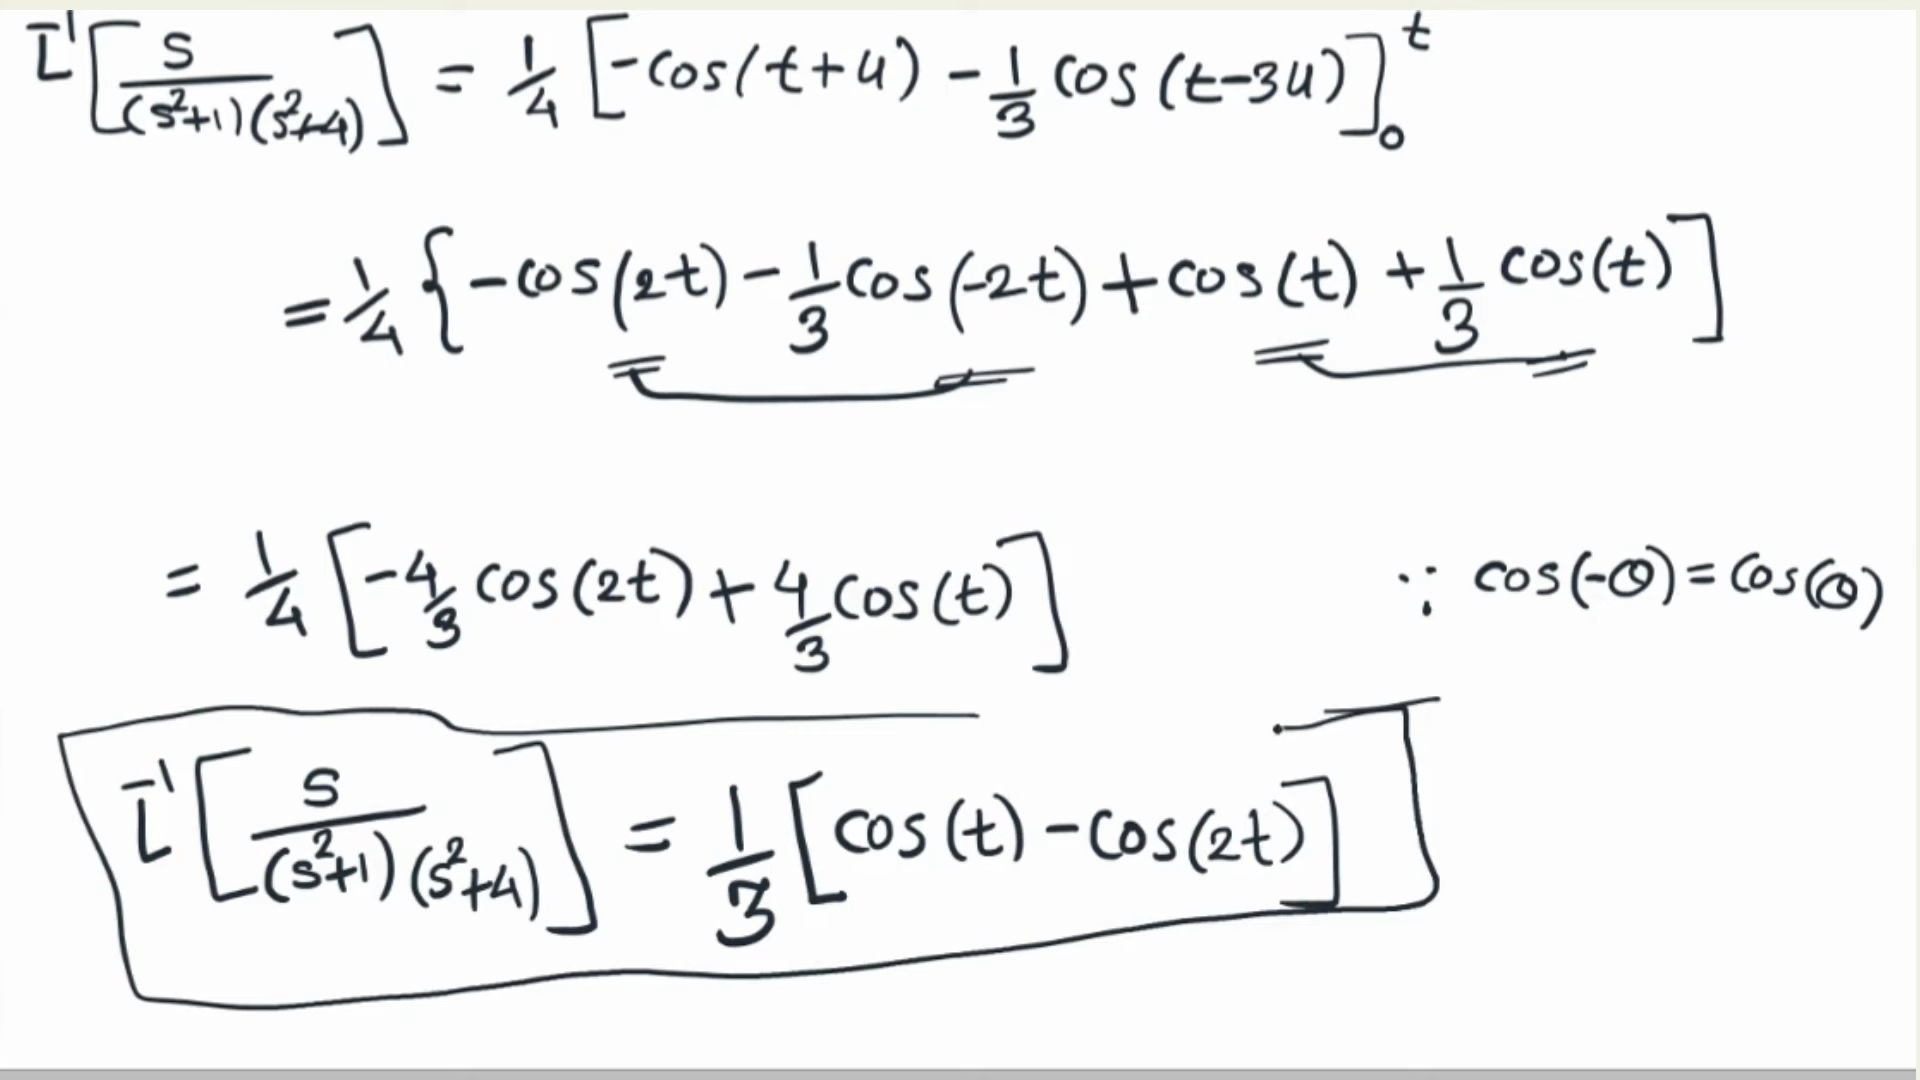 L⁻¹[s/((s²+1)(s²+4))] = 1/4 [-cos(t+u) - 1/3 cos(t-3u)]₀ᵗ
= 1/4 {-cos(2t) - 1/3 cos(-2t) + cos(t) + 1/3 cos(t)]
= 1/4 [-4/3 cos(2t) + 4/3 cos(t)] ∵ cos(-θ) = cos(θ)
L⁻¹[s/((s²+1)(s²+4))] = 1/3 [cos(t) - cos(2t)]